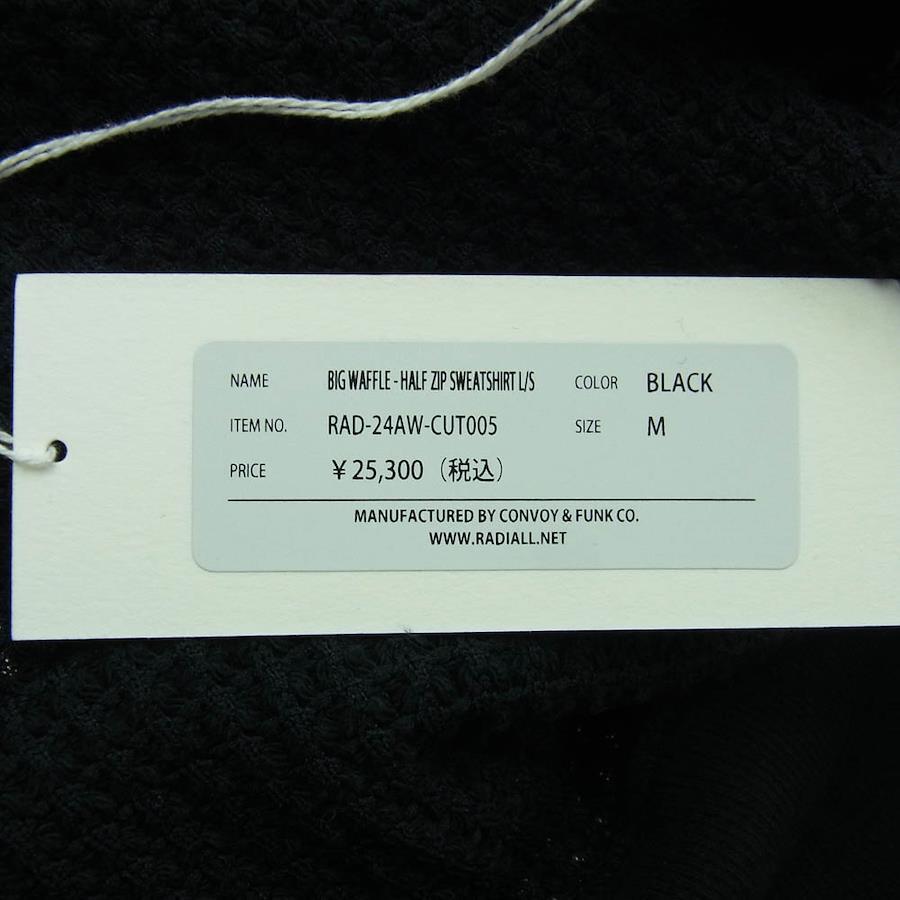 NAME BIG WAFFLE - HALF ZIP SWEATSHIRT L/S COLOR BLACK
ITEM NO. RAD-24AW-CUT005 SIZE M
PRICE ￥25,300（税込）
MANUFACTURED BY CONVOY & FUNK CO.
WWW.RADIALL.NET